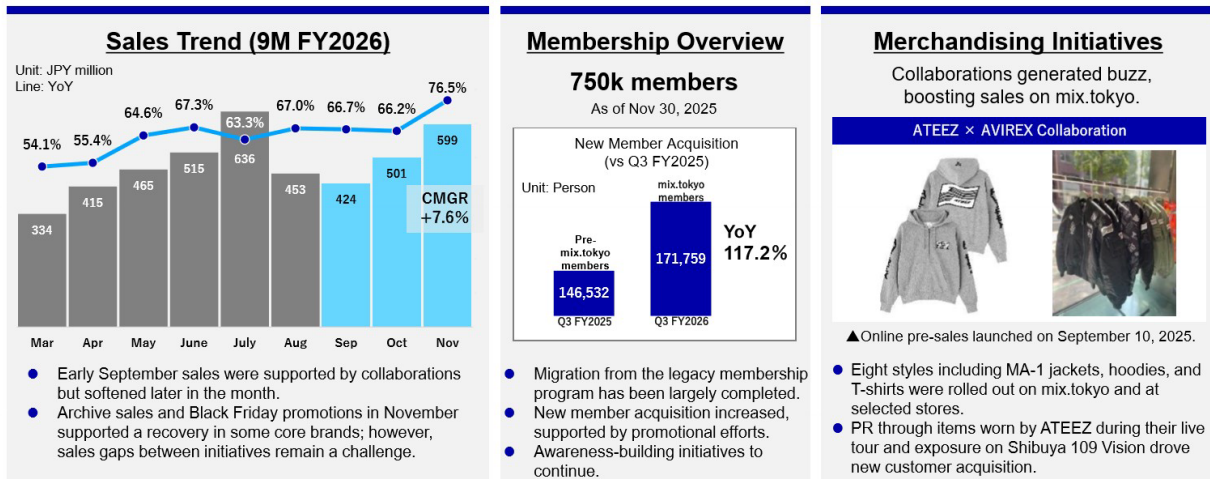 Sales Trend (9M FY2026)
Unit: JPY million
Line: YoY
54.1%
55.4%
64.6%
67.3%
63.3%
67.0%
66.7%
66.2%
76.5%
334
415
465
515
636
453
424
501
599
CMGR
+7.6%
Mar
Apr
May
June
July
Aug
Sep
Oct
Nov
● Early September sales were supported by collaborations
but softened later in the month.
● Archive sales and Black Friday promotions in November
supported a recovery in some core brands; however,
sales gaps between initiatives remain a challenge.
Membership Overview
750k members
As of Nov 30, 2025
New Member Acquisition
(vs Q3 FY2025)
Unit: Person
Pre-
mix.tokyo
members
146,532
Q3 FY2025
mix.tokyo
members
171,759
Q3 FY2026
YoY
117.2%
● Migration from the legacy membership
program has been largely completed.
● New member acquisition increased,
supported by promotional efforts.
● Awareness-building initiatives to
continue.
Merchandising Initiatives
Collaborations generated buzz,
boosting sales on mix.tokyo.
ATEEZ × AVIREX Collaboration
▲Online pre-sales launched on September 10, 2025.
● Eight styles including MA-1 jackets, hoodies, and
T-shirts were rolled out on mix.tokyo and at
selected stores.
● PR through items worn by ATEEZ during their live
tour and exposure on Shibuya 109 Vision drove
new customer acquisition.